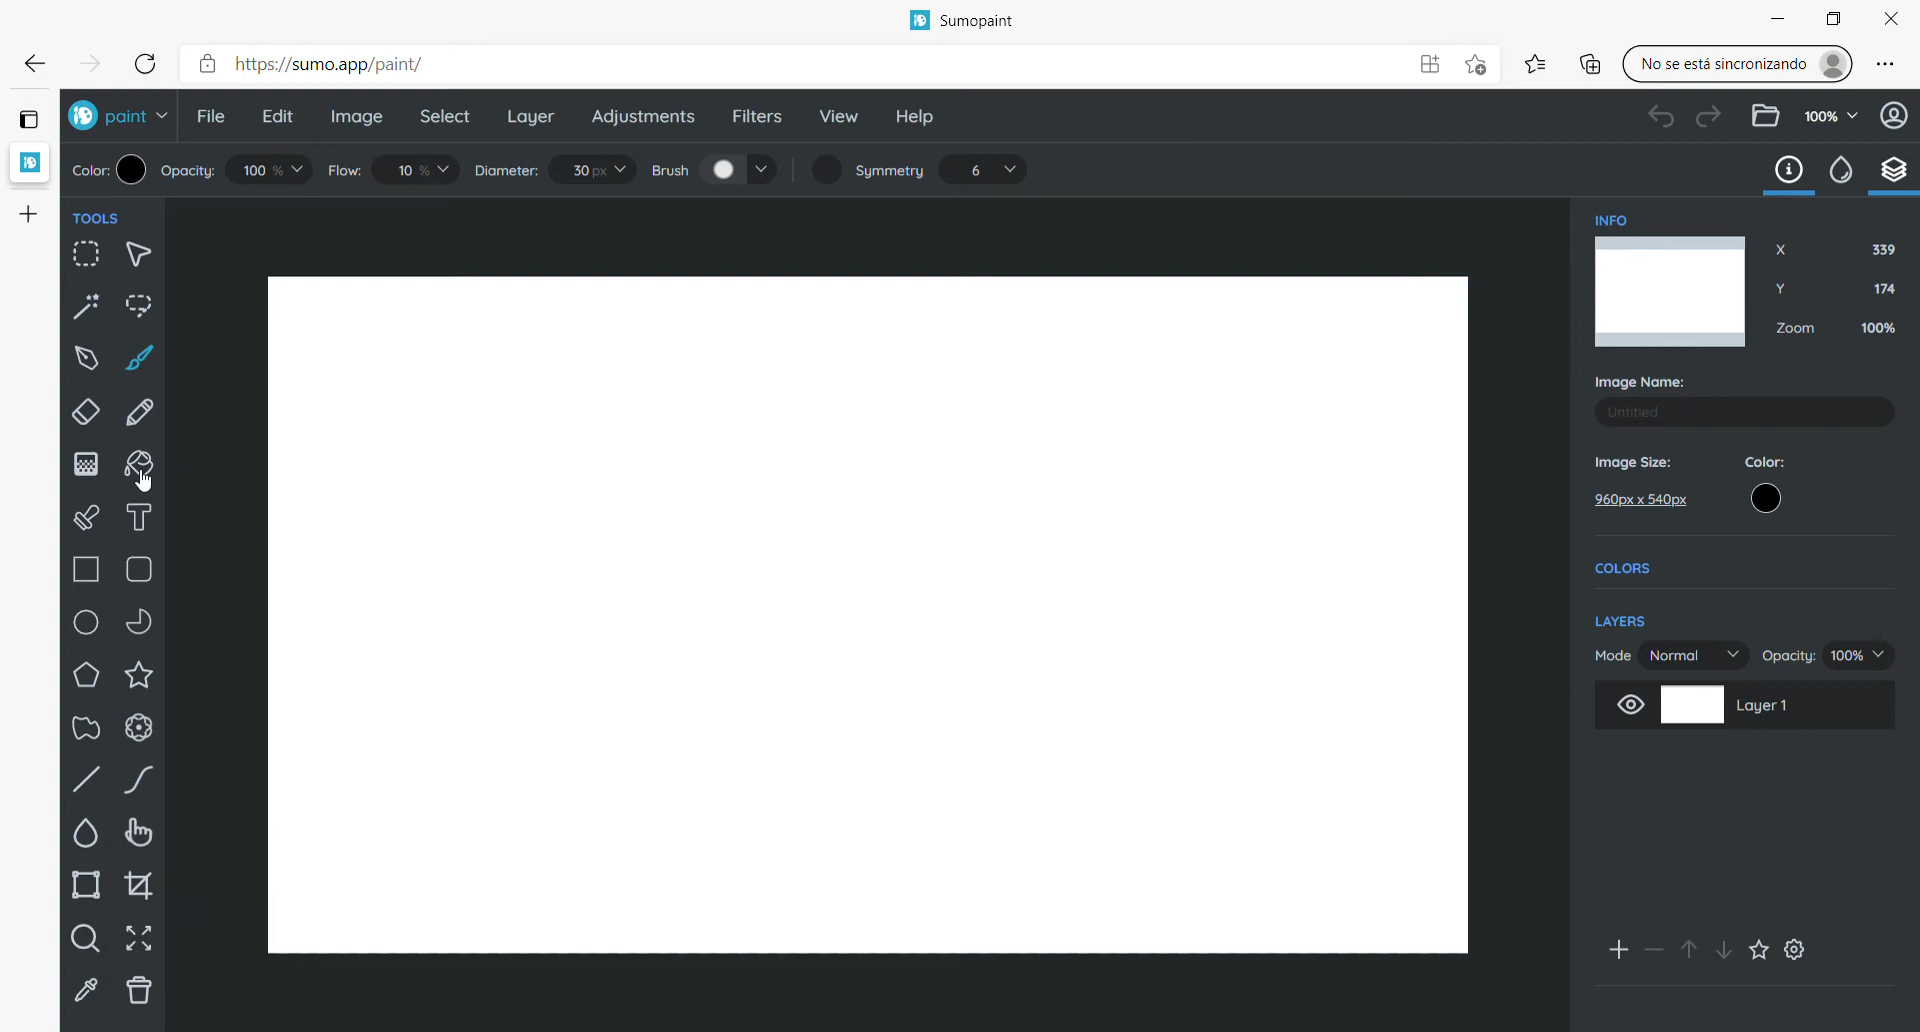 Sumopaint
https://sumo.app/paint/
No se está sincronizando
paint File Edit Image Select Layer Adjustments Filters View Help 100%
Color: Opacity: 100 % Flow: 10 % Diameter: 30 px Brush Symmetry 6
TOOLS
INFO
X 339
Y 174
Zoom 100%
Image Name:
Untitled
Image Size: Color:
960px x 540px
COLORS
LAYERS
Mode Normal Opacity: 100%
Layer 1